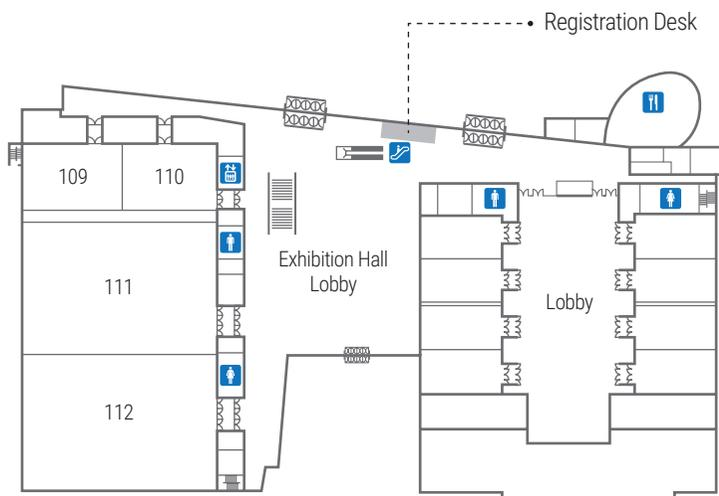 Registration Desk
109
110
Exhibition Hall
Lobby
111
Lobby
112